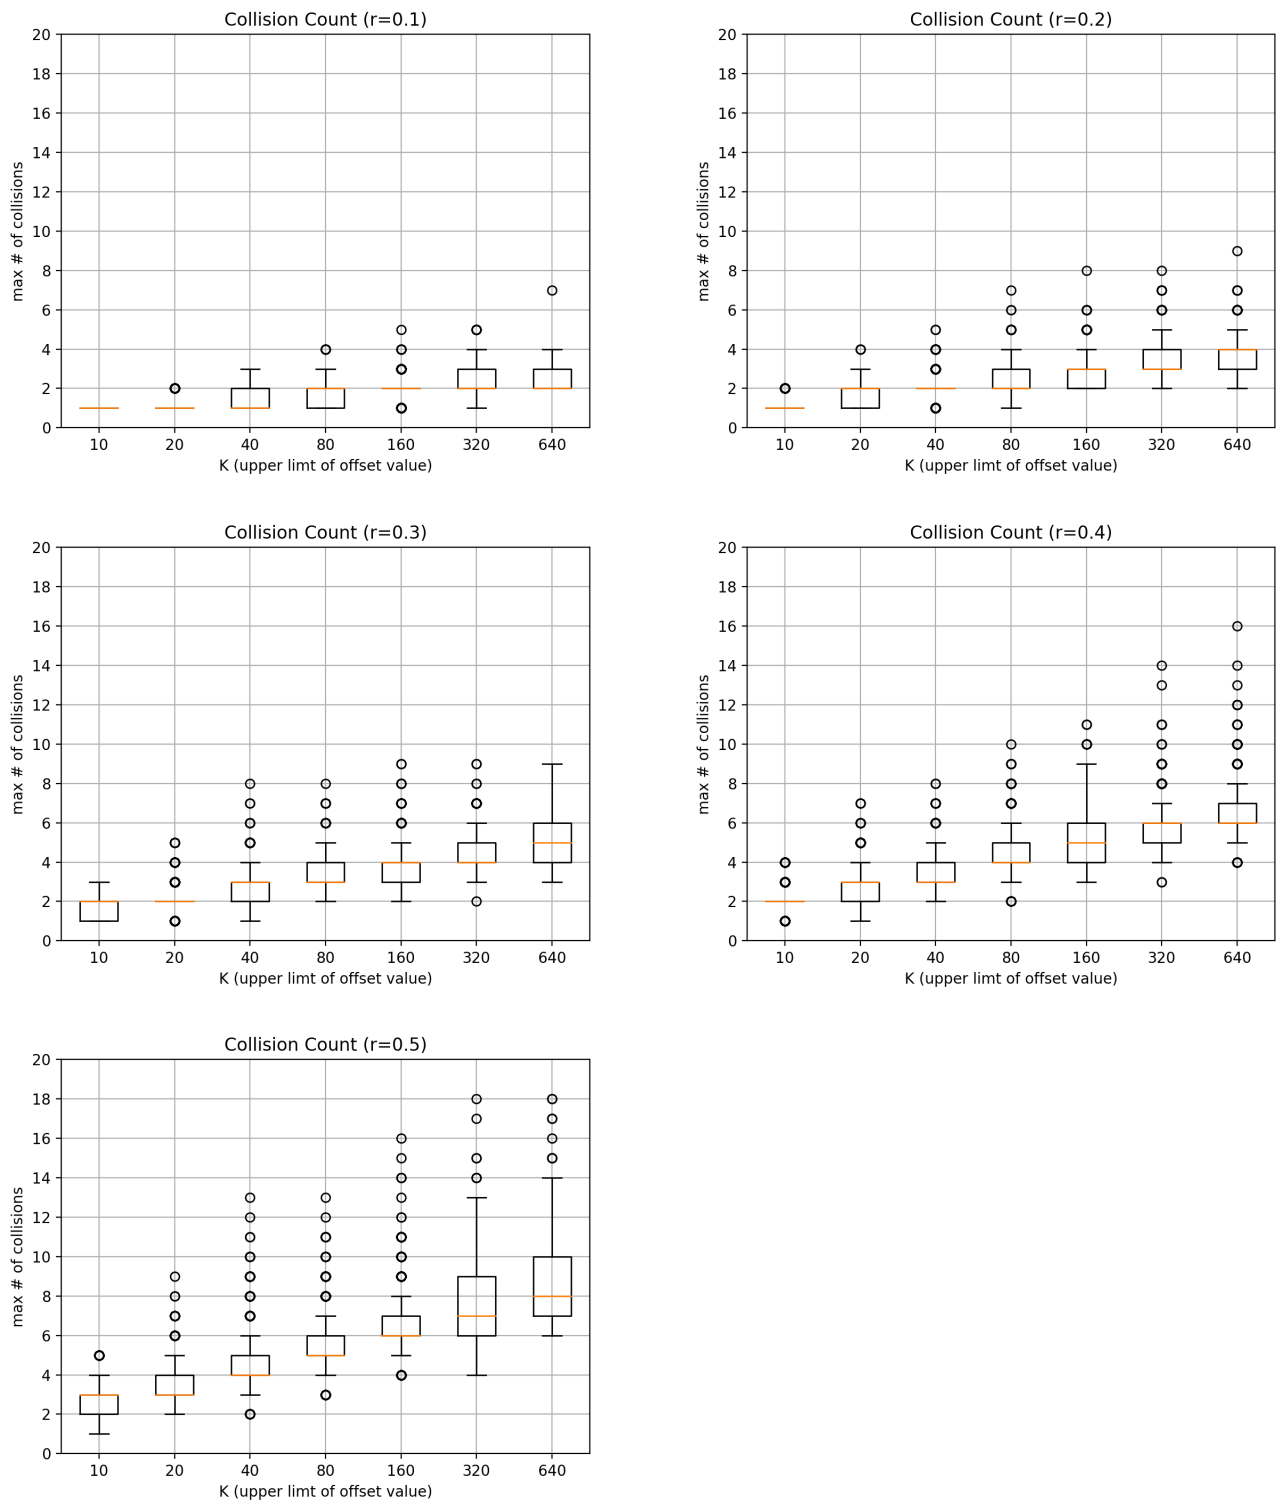 Collision Count (r=0.1)
20
18
16
14
12
10
8
6
4
2
0
max # of collisions
10 20 40 80 160 320 640
K (upper limt of offset value)
Collision Count (r=0.2)
20
18
16
14
12
10
8
6
4
2
0
max # of collisions
10 20 40 80 160 320 640
K (upper limt of offset value)
Collision Count (r=0.3)
20
18
16
14
12
10
8
6
4
2
0
max # of collisions
10 20 40 80 160 320 640
K (upper limt of offset value)
Collision Count (r=0.4)
20
18
16
14
12
10
8
6
4
2
0
max # of collisions
10 20 40 80 160 320 640
K (upper limt of offset value)
Collision Count (r=0.5)
20
18
16
14
12
10
8
6
4
2
0
max # of collisions
10 20 40 80 160 320 640
K (upper limt of offset value)